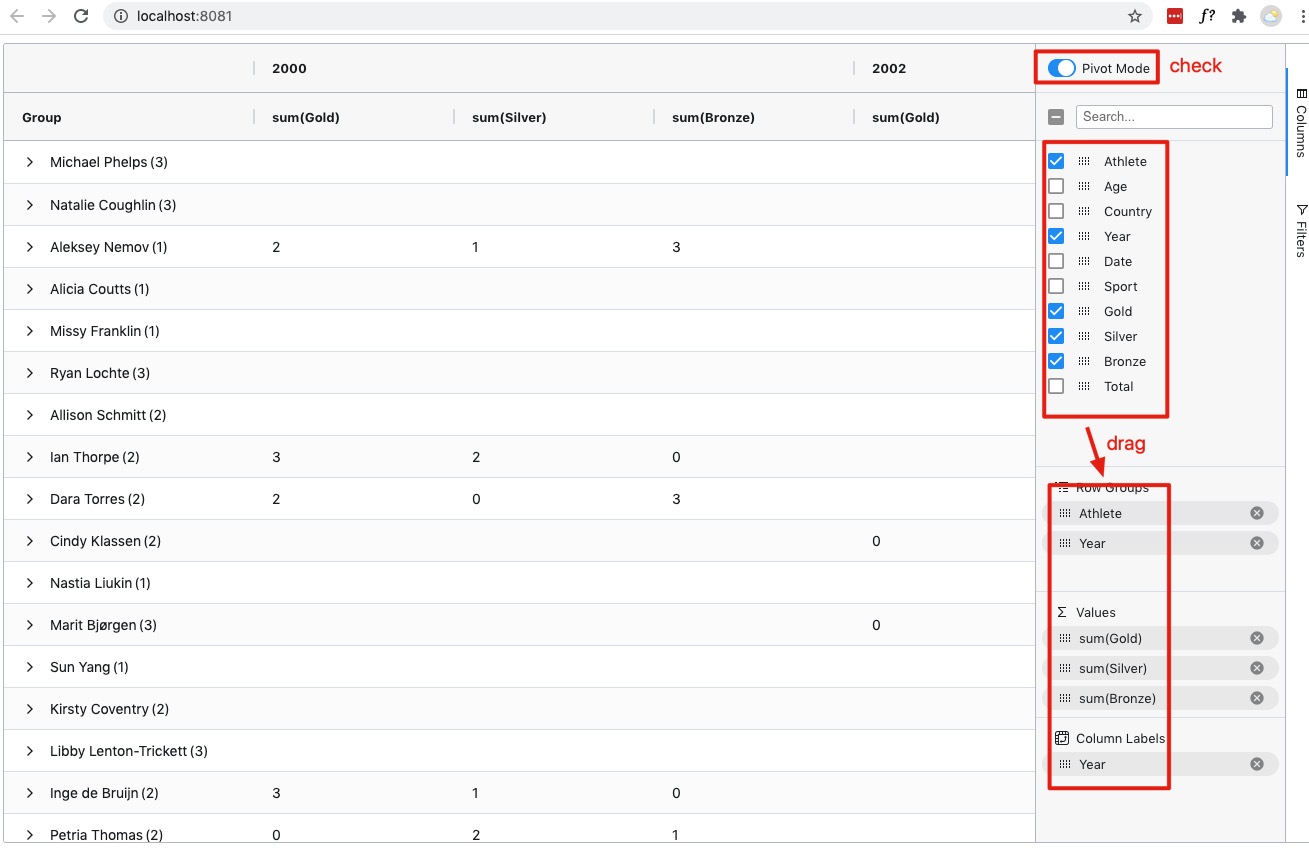 localhost:8081
f?
2000 2002 Pivot Mode check
Group sum(Gold) sum(Silver) sum(Bronze) sum(Gold) Search...
Columns
Filters
Michael Phelps (3)
Natalie Coughlin (3)
Aleksey Nemov (1) 2 1 3
Alicia Coutts (1)
Missy Franklin (1)
Ryan Lochte (3)
Allison Schmitt (2)
Ian Thorpe (2) 3 2 0
Dara Torres (2) 2 0 3
Cindy Klassen (2) 0
Nastia Liukin (1)
Marit Bjørgen (3) 0
Sun Yang (1)
Kirsty Coventry (2)
Libby Lenton-Trickett (3)
Inge de Bruijn (2) 3 1 0
Petria Thomas (2) 0 2 1
Athlete
Age
Country
Year
Date
Sport
Gold
Silver
Bronze
Total
drag
Row Groups
Athlete
Year
Values
sum(Gold)
sum(Silver)
sum(Bronze)
Column Labels
Year